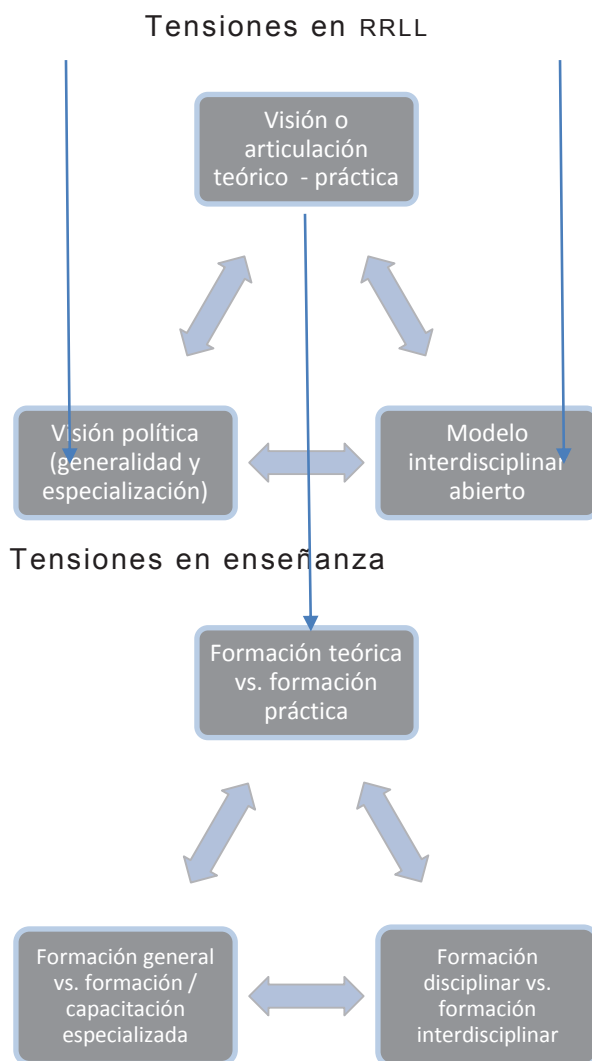 Tensiones en RRLL
Visión o
articulación
teórico - práctica
Visión política
(generalidad y
especialización)
Modelo
interdisciplinar
abierto
Tensiones en enseñanza
Formación teórica
vs. formación
práctica
Formación general
vs. formación /
capacitación
especializada
Formación
disciplinar vs.
formación
interdisciplinar